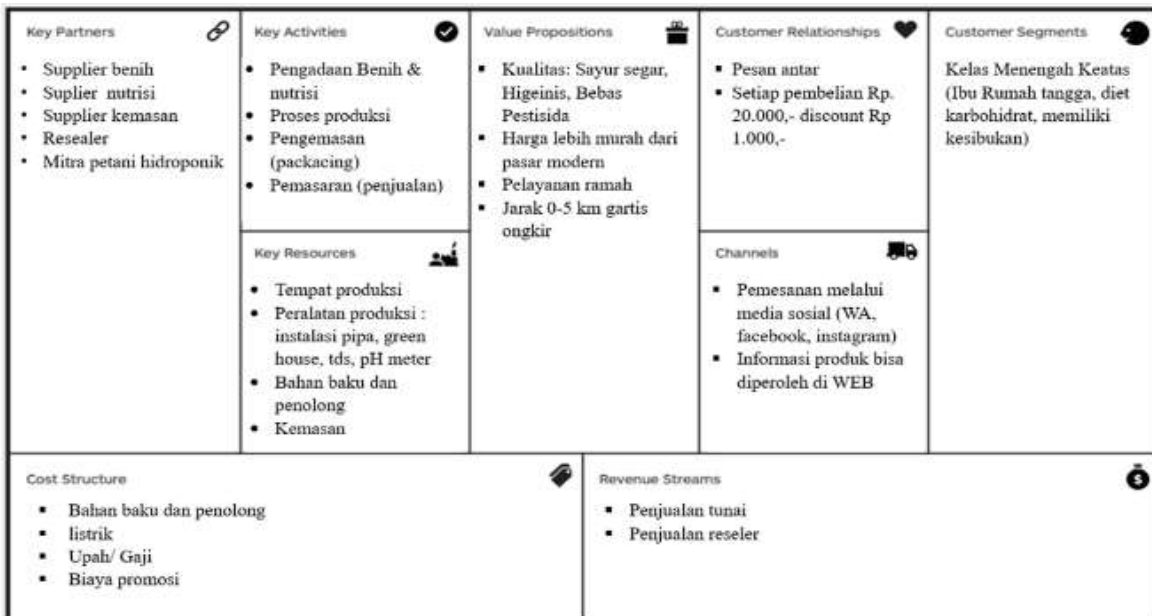 Key Partners
• Supplier benih
• Suplier nutrisi
• Supplier kemasan
• Resealer
• Mitra petani hidroponik
Key Activities
• Pengadaan Benih &
nutrisi
• Proses produksi
• Pengemasan
(packacing)
• Pemasaran (penjualan)
Key Resources
• Tempat produksi
• Peralatan produksi :
instalasi pipa, green
house, tds, pH meter
• Bahan baku dan
penolong
• Kemasan
Value Propositions
▪ Kualitas: Sayur segar,
Higeinis, Bebas
Pestisida
▪ Harga lebih murah dari
pasar modern
▪ Pelayanan ramah
▪ Jarak 0-5 km gartis
ongkir
Customer Relationships
▪ Pesan antar
▪ Setiap pembelian Rp.
20.000,- discount Rp
1.000,-
Channels
▪ Pemesanan melalui
media sosial (WA,
facebook, instagram)
▪ Informasi produk bisa
diperoleh di WEB
Customer Segments
Kelas Menengah Keatas
(Ibu Rumah tangga, diet
karbohidrat, memiliki
kesibukan)
Cost Structure
▪ Bahan baku dan penolong
▪ listrik
▪ Upah/ Gaji
▪ Biaya promosi
Revenue Streams
▪ Penjualan tunai
▪ Penjualan reseler